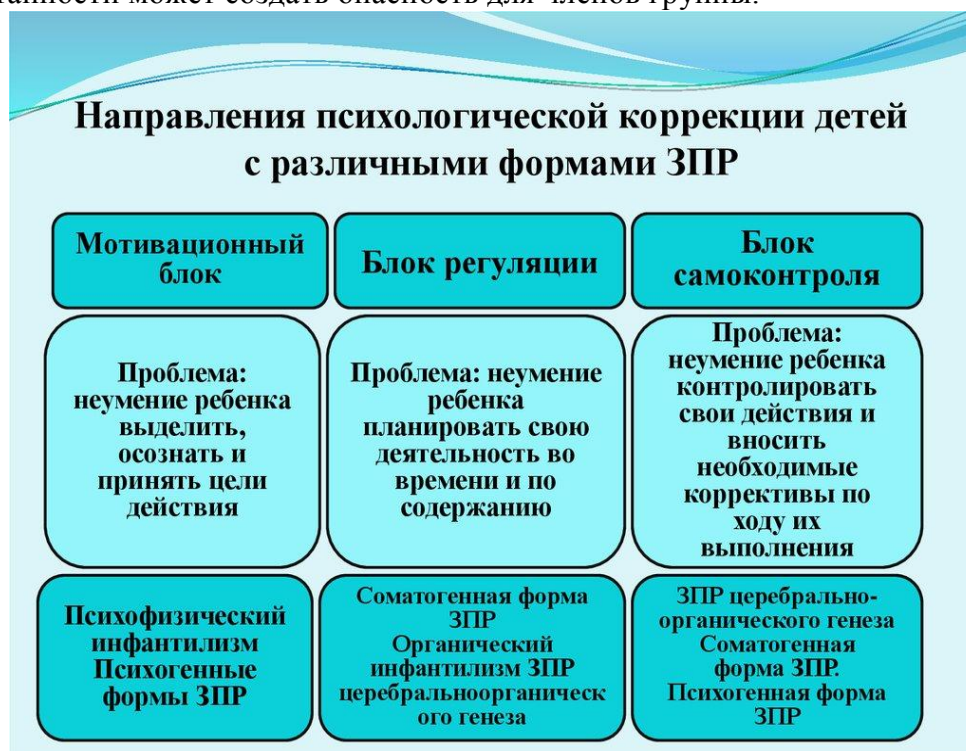 может создать опасность для членов группы.
Направления психологической коррекции детей
с различными формами ЗПР
Мотивационный
блок
Блок регуляции
Блок
самоконтроля
Проблема:
неумение ребенка
выделить,
осознать и
принять цели
действия
Проблема: неумение
ребенка
планировать свою
деятельность во
времени и по
содержанию
Проблема:
неумение ребенка
контролировать
свои действия и
вносить
необходимые
коррективы по
ходу их
выполнения
Психофизический
инфантилизм
Психогенные
формы ЗПР
Соматогенная форма
ЗПР
Органический
инфантилизм ЗПР
церебральноорганическ
ого генеза
ЗПР церебрально-
органического генеза
Соматогенная
форма ЗПР.
Психогенная форма
ЗПР